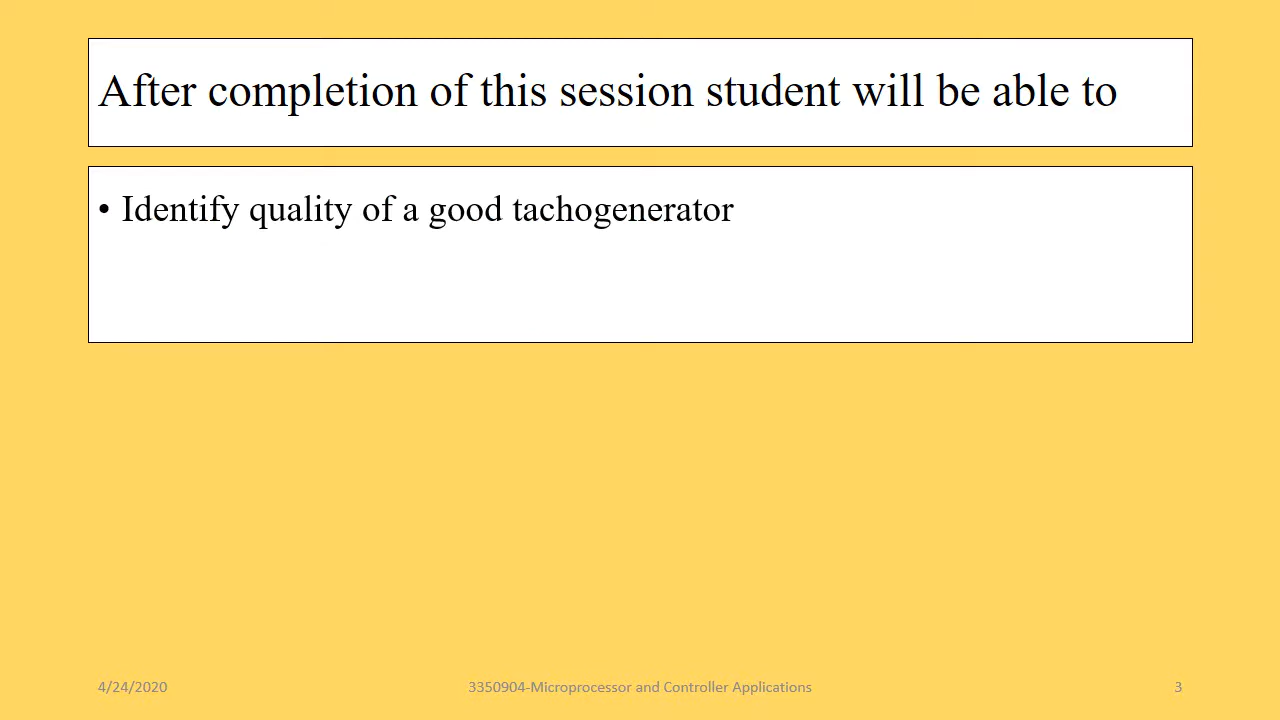 After completion of this session student will be able to
• Identify quality of a good tachogenerator
4/24/2020
3350904-Microprocessor and Controller Applications
3